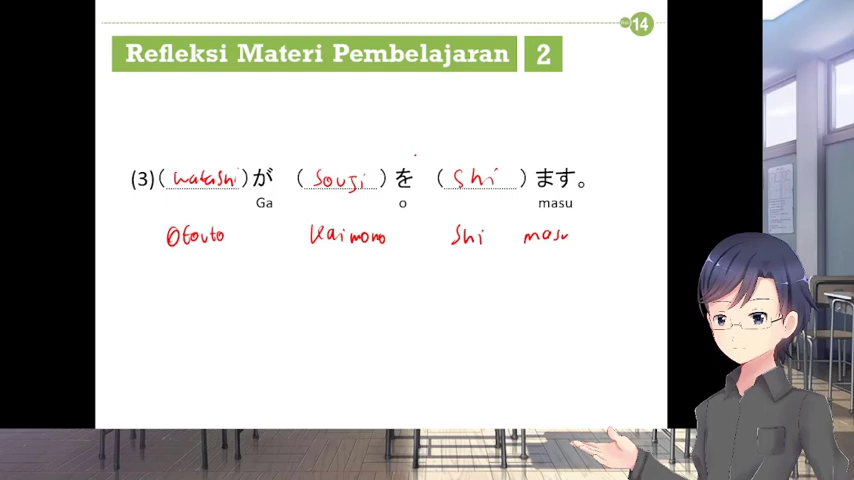 14
Refleksi Materi Pembelajaran 2
(3)(watashi)が (souji)を (shi)ます。
Ga o masu
Otouto kaimono shi masu